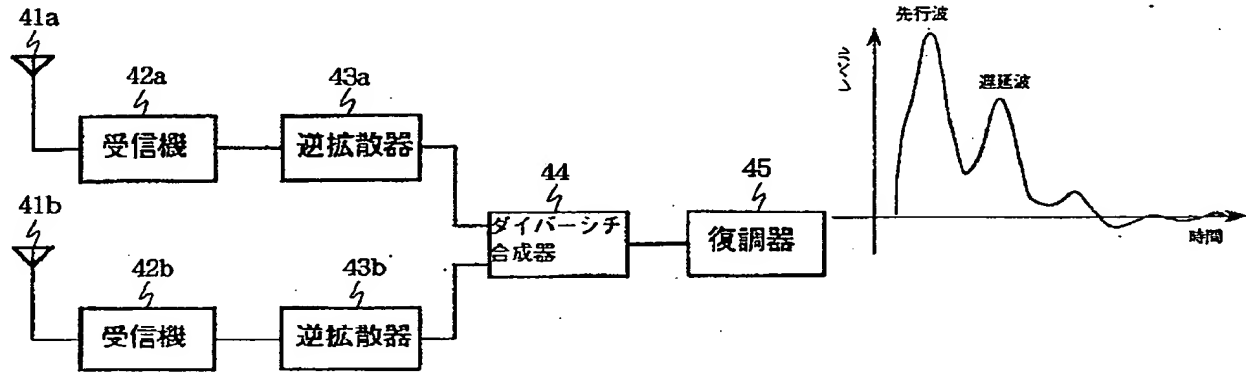 41a
42a
受信機
43a
逆拡散器
41b
42b
受信機
43b
逆拡散器
44
ダイバーシチ
合成器
45
復調器
先行波
レベル
遅延波
時間